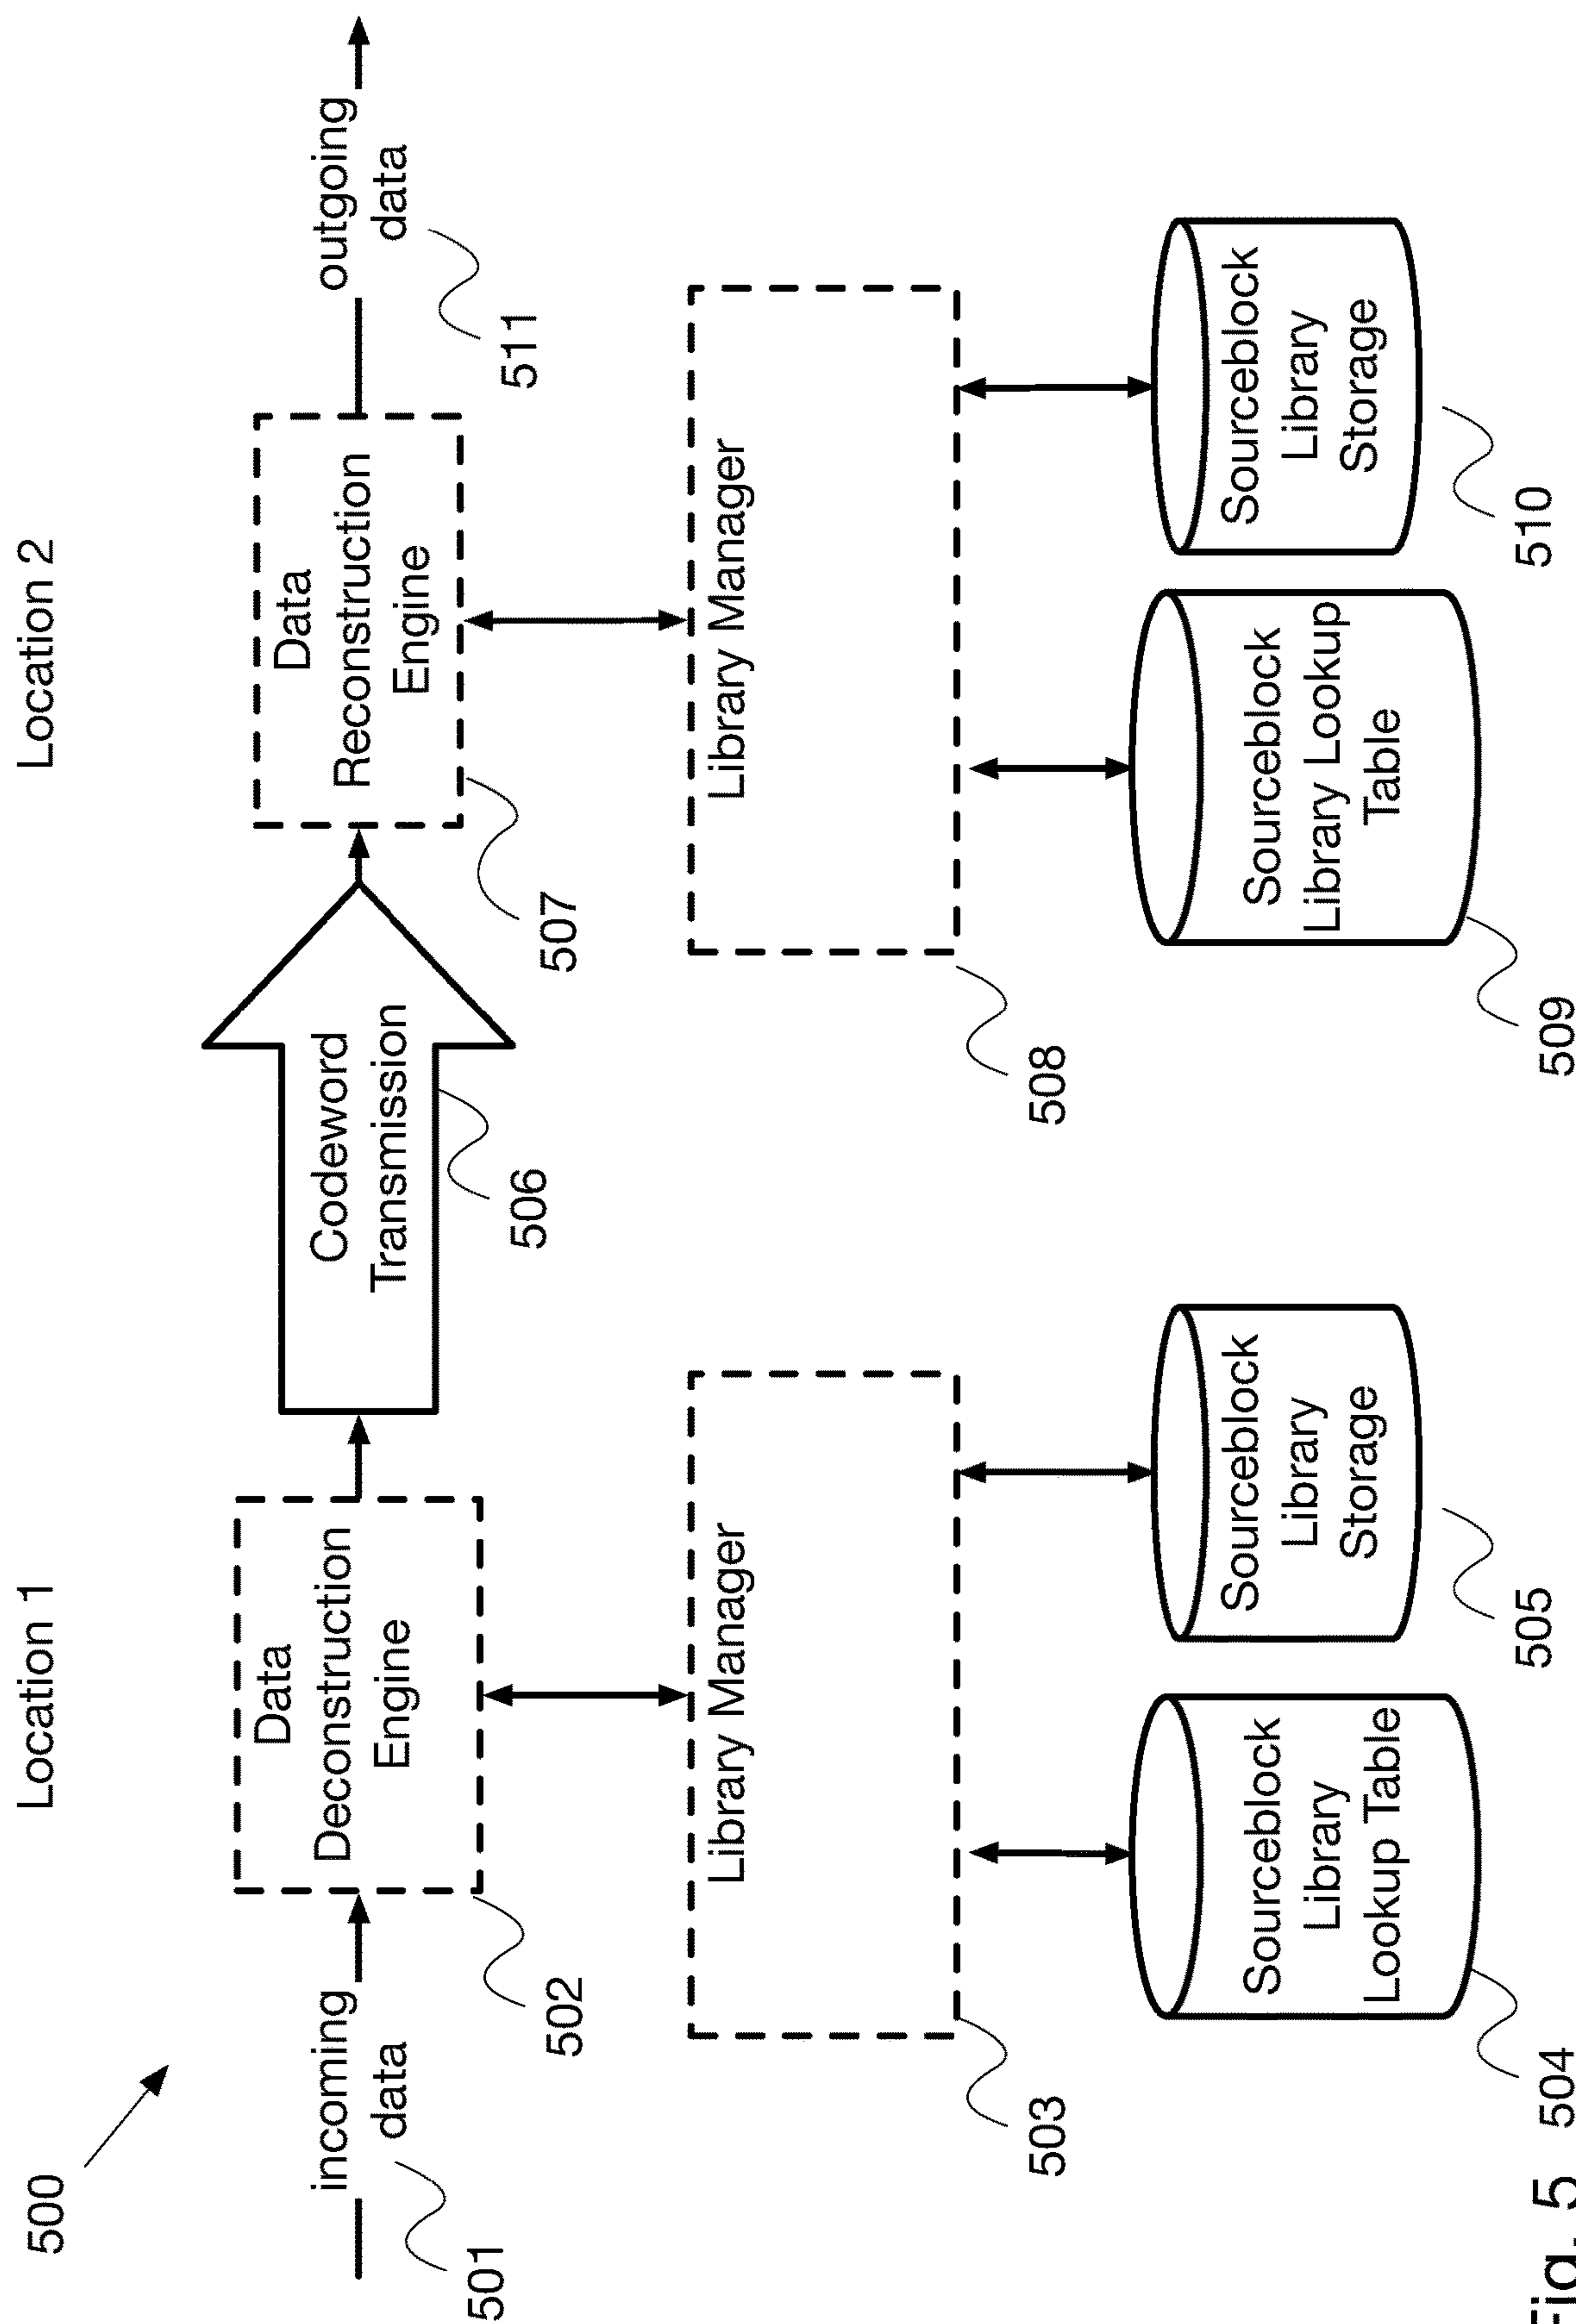 500
Location 1
Location 2
incoming
data
501
Data
Deconstruction
Engine
502
Codeword
Transmission
506
Data
Reconstruction
Engine
507
outgoing
data
511
Library Manager
503
Library Manager
508
Sourceblock
Library
Lookup Table
504
Sourceblock
Library
Storage
505
Sourceblock
Library Lookup
Table
509
Sourceblock
Library
Storage
510
Fig. 5